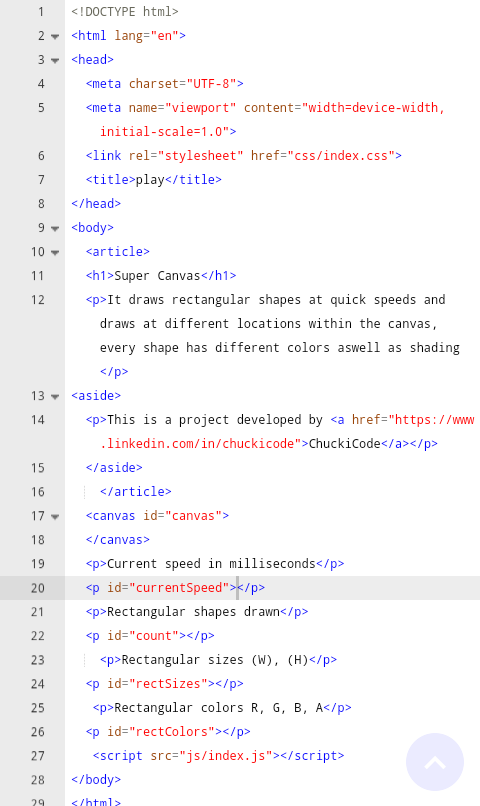 1 <!DOCTYPE html>
2 <html lang="en">
3 <head>
4 <meta charset="UTF-8">
5 <meta name="viewport" content="width=device-width,
initial-scale=1.0">
6 <link rel="stylesheet" href="css/index.css">
7 <title>play</title>
8 </head>
9 <body>
10 <article>
11 <h1>Super Canvas</h1>
12 <p>It draws rectangular shapes at quick speeds and
draws at different locations within the canvas,
every shape has different colors aswell as shading
</p>
13 <aside>
14 <p>This is a project developed by <a href="https://www
.linkedin.com/in/chuckicode">ChuckiCode</a></p>
15 </aside>
16 </article>
17 <canvas id="canvas">
18 </canvas>
19 <p>Current speed in milliseconds</p>
20 <p id="currentSpeed"></p>
21 <p>Rectangular shapes drawn</p>
22 <p id="count"></p>
23 <p>Rectangular sizes (W), (H)</p>
24 <p id="rectSizes"></p>
25 <p>Rectangular colors R, G, B, A</p>
26 <p id="rectColors"></p>
27 <script src="js/index.js"></script>
28 </body>
29 </html>